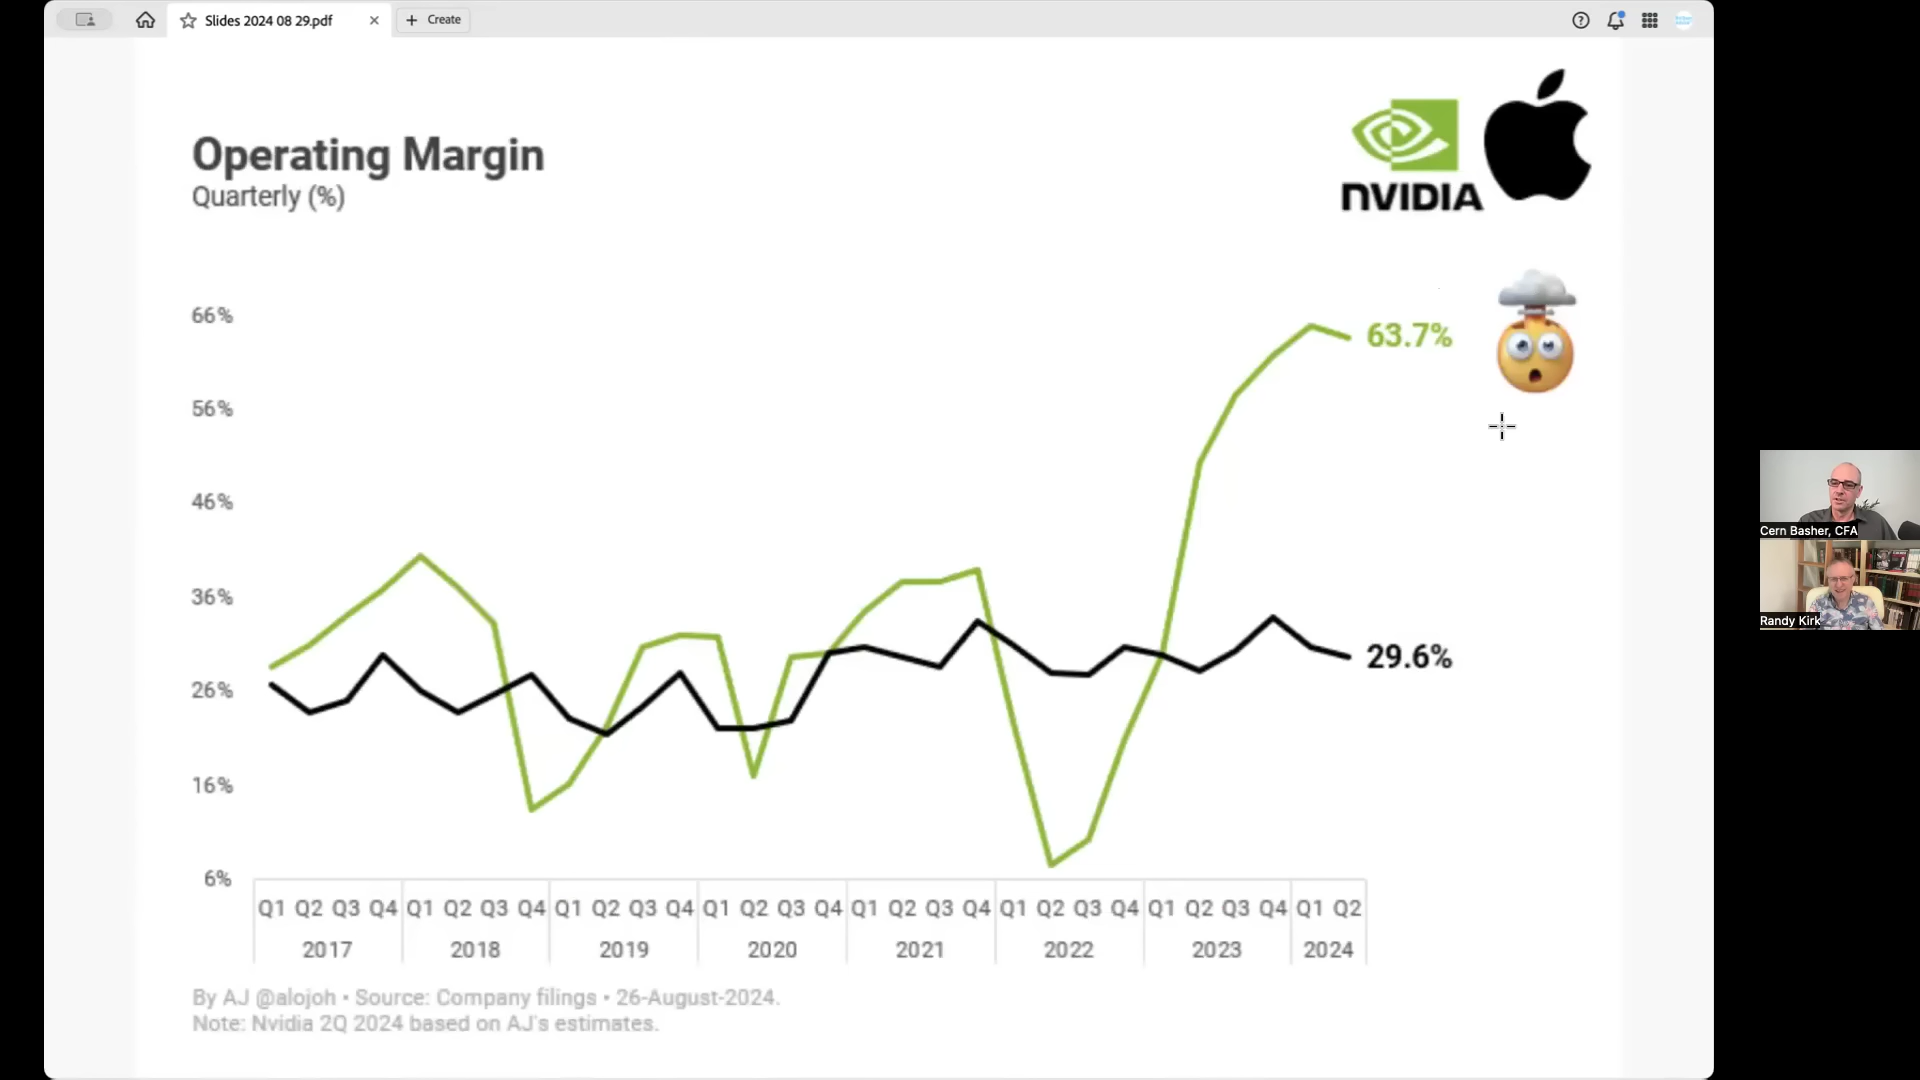 Slides 2024 08 29.pdf
Create
Operating Margin
Quarterly (%)
NVIDIA
66%
63.7%
56%
46%
36%
29.6%
26%
16%
6%
Q1 Q2 Q3 Q4 Q1 Q2 Q3 Q4 Q1 Q2 Q3 Q4 Q1 Q2 Q3 Q4 Q1 Q2 Q3 Q4 Q1 Q2 Q3 Q4 Q1 Q2 Q3 Q4 Q1 Q2
2017 2018 2019 2020 2021 2022 2023 2024
By AJ @alojoh • Source: Company filings • 26-August-2024.
Note: Nvidia 2Q 2024 based on AJ's estimates.
Cern Basher, CFA
Randy Kirk